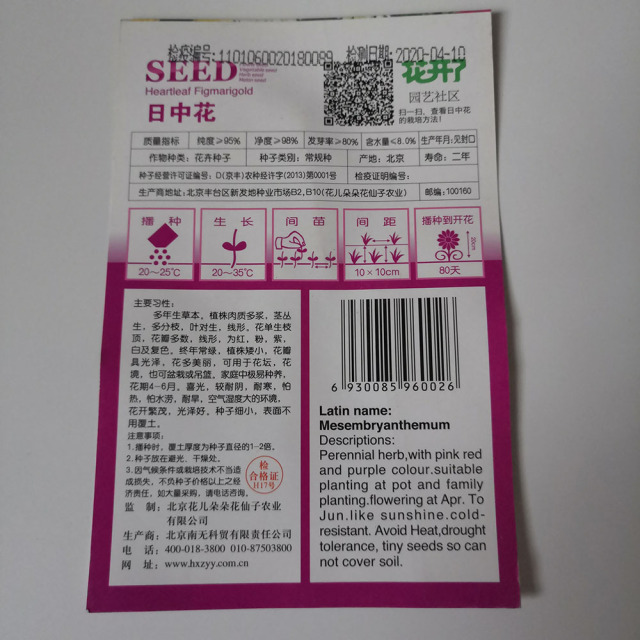 检疫编号:1101060020180099 检测日期:2020-04-10
SEED
Vegetable seed
Herb seed
Water seed
Heartleaf Figmarigold
日中花
花开了
园艺社区
扫一扫，查看日中花
的栽培方法！
质量指标 纯度≥95% 净度≥98% 发芽率≥80% 含水量≤8.0% 生产年月:见封口
作物种类：花卉种子 种子类别：常规种 产地：北京 寿命：二年
种子经营许可证编号：D(京丰)农种经许字(2013)第0001号 检疫证明编号：
生产商地址：北京丰台区新发地种业市场B2,B10(花儿朵朵花仙子农业) 邮编：100160
播种 生长 间苗 间距 播种到开花
20～25℃ 20～35℃ 10×10cm 80天
主要习性：
多年生草本，植株肉质多浆，茎丛
生，多分枝，叶对生，线形，花单生枝
顶，花瓣多数，线形，为红，粉，紫，
白及复色。终年常绿，植株矮小，花瓣
具光泽，花多美丽，可用于花坛，花
境，也可盆栽或吊篮。家庭中极易种养，
花期4–6月。喜光，较耐阴，耐寒，怕
热，怕水涝，耐旱，空气湿度大的环境，
花开繁茂，光泽好。种子细小，表面不
用覆土。
注意事项：
1.播种时，覆土厚度为种子直径的1–2倍。
2.种子放在避光、干燥处。
3.因气候条件或栽培技术不当造
成损失，不负种子价格以上之经
济责任，如大量采购，请电话咨询。
检
合格证
H17号
监制：北京花儿朵朵花仙子农业
有限公司
生产商：北京南无科贸有限责任公司
电话：400-018-3800 010-87503800
网址：www.hxzyy.com.cn
6 930085 960026
Latin name:
Mesembryanthemum
Descriptions:
Perennial herb,with pink red
and purple colour.suitable
planting at pot and family
planting.flowering at Apr. To
Jun.like sunshine.cold-
resistant. Avoid Heat,drought
tolerance, tiny seeds so can
not cover soil.